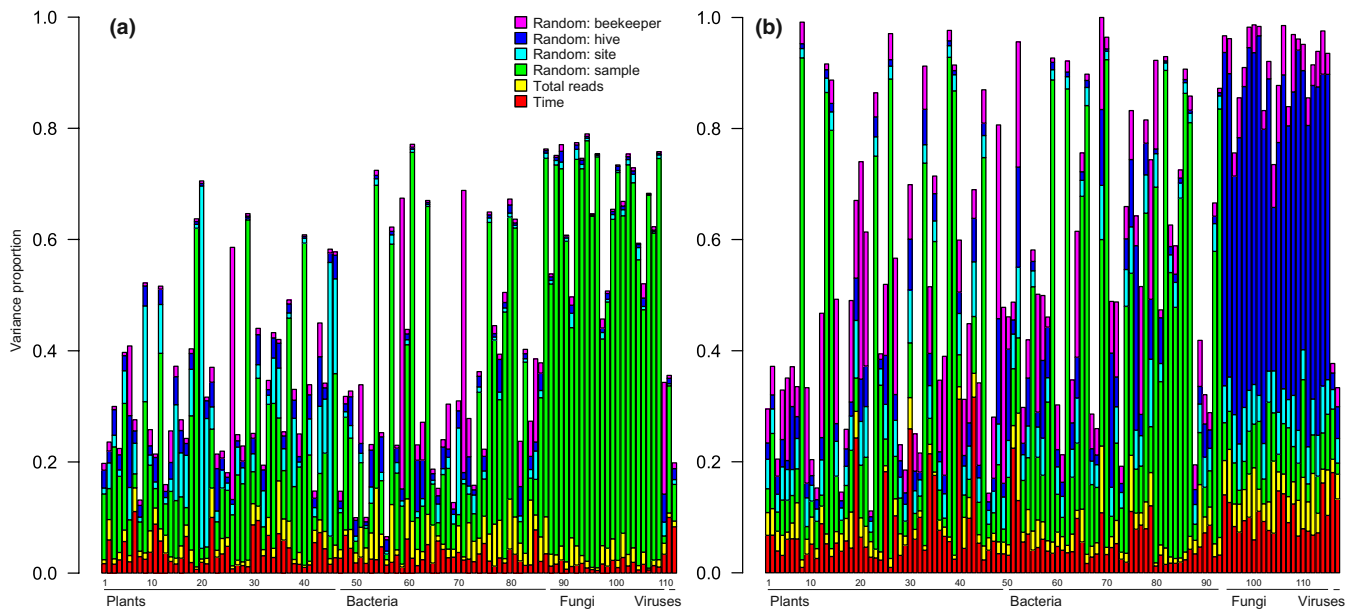 (a)
Random: beekeeper
Random: hive
Random: site
Random: sample
Total reads
Time
Variance proportion
1.0
0.8
0.6
0.4
0.2
0.0
1 10 20 30 40 50 60 70 80 90 100 110
Plants Bacteria Fungi Viruses
(b)
Variance proportion
1.0
0.8
0.6
0.4
0.2
0.0
1 10 20 30 40 50 60 70 80 90 100 110
Plants Bacteria Fungi Viruses